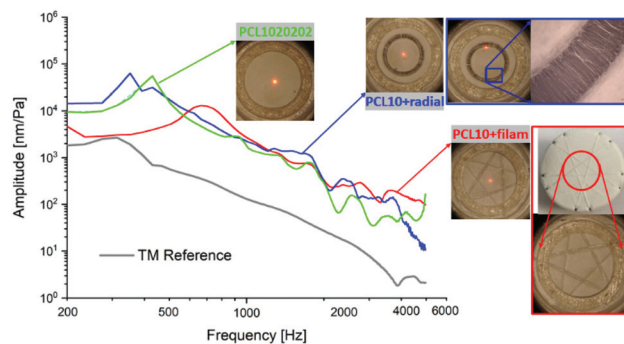 PCL1020202
PCL10+radial
PCL10+filam
Amplitude [nm/Pa]
10⁶
10⁵
10⁴
10³
10²
10¹
10⁰
TM Reference
200
500
1000
2000
4000
6000
Frequency [Hz]